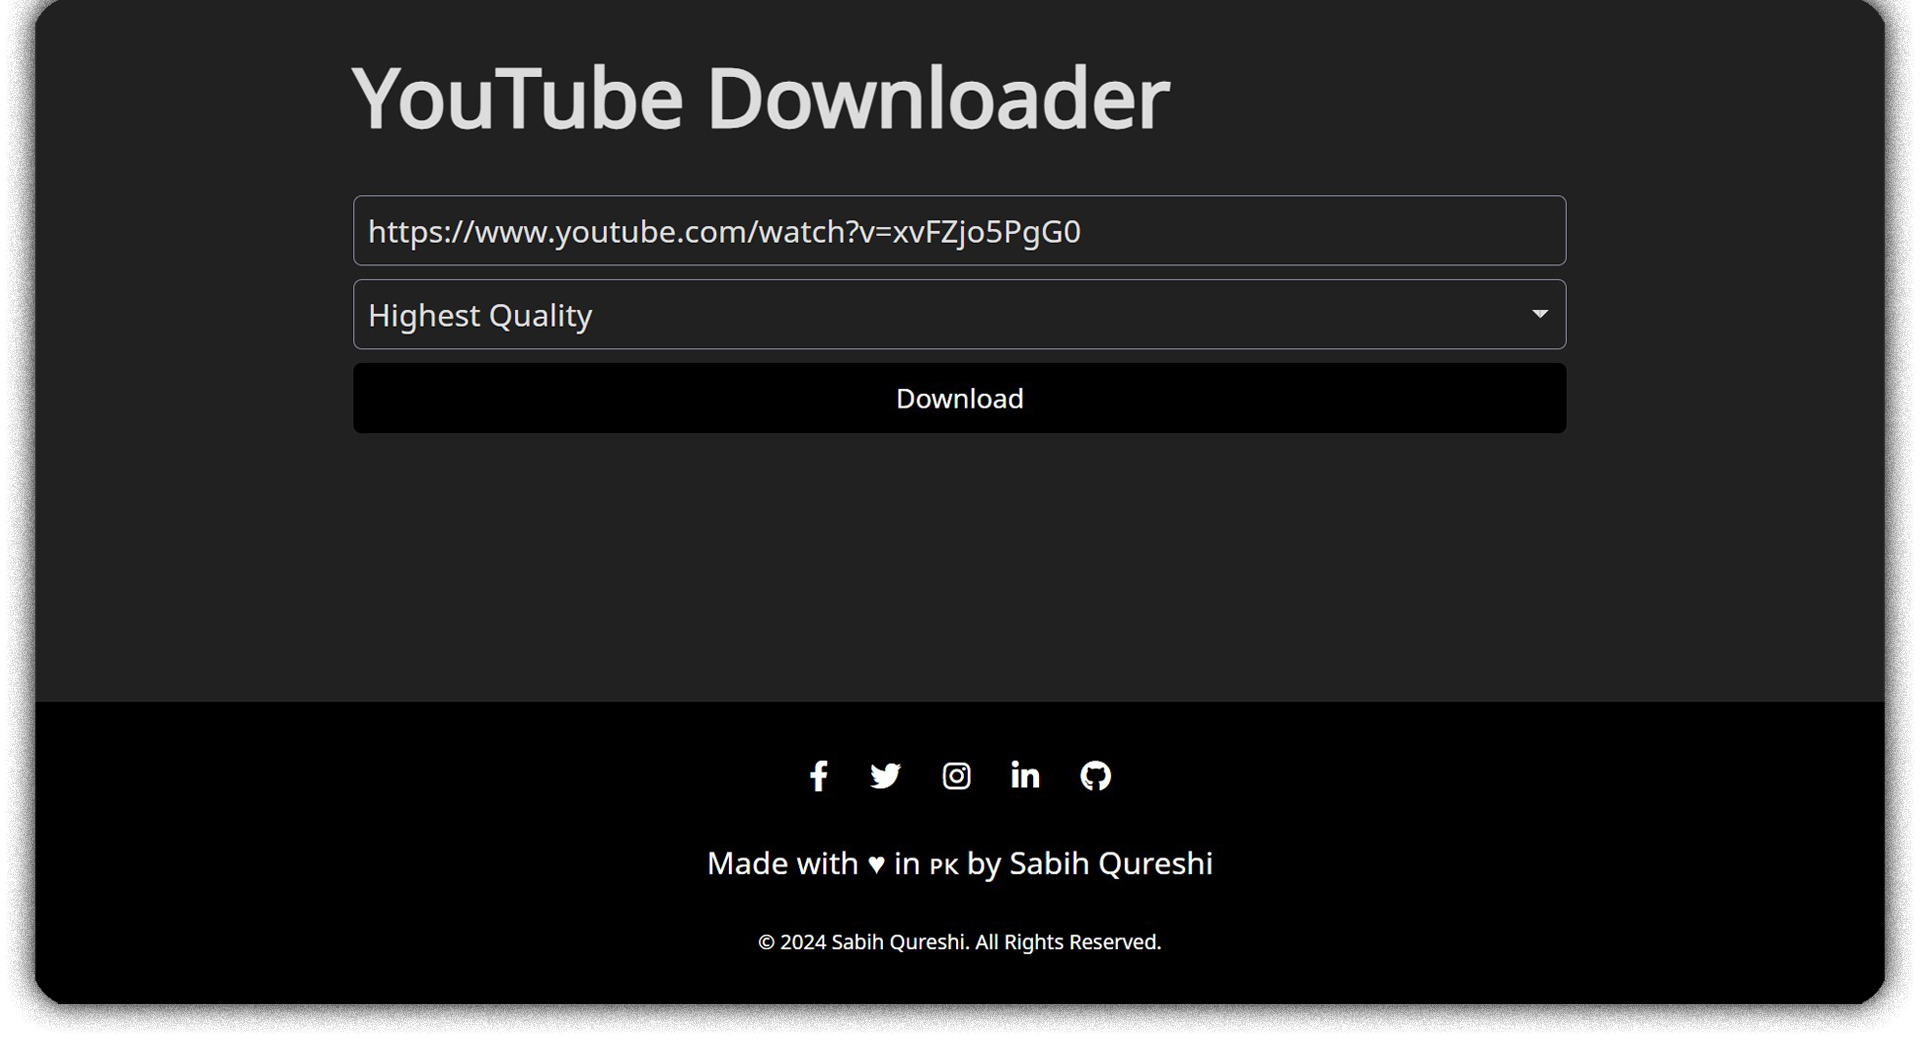 YouTube Downloader
https://www.youtube.com/watch?v=xvFZjo5PgG0
Highest Quality
Download
Made with ♥ in ᴘᴋ by Sabih Qureshi
© 2024 Sabih Qureshi. All Rights Reserved.